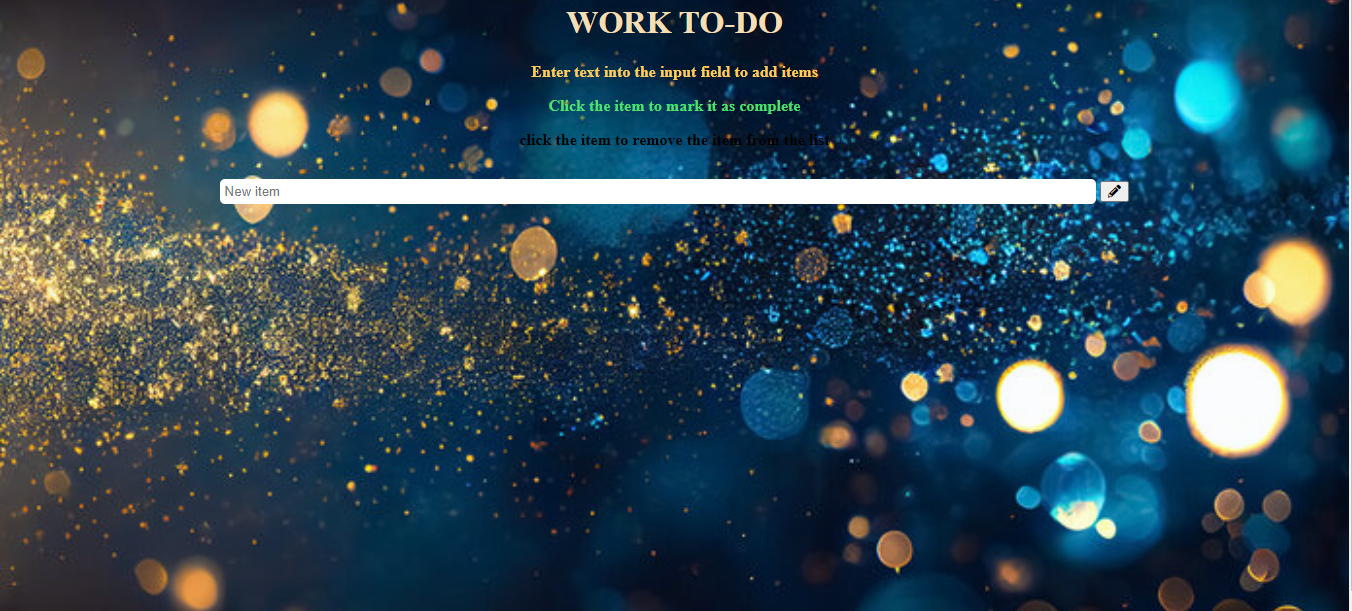 WORK TO-DO
Enter text into the input field to add items
Click the item to mark it as complete
click the item to remove the item from the list
New item